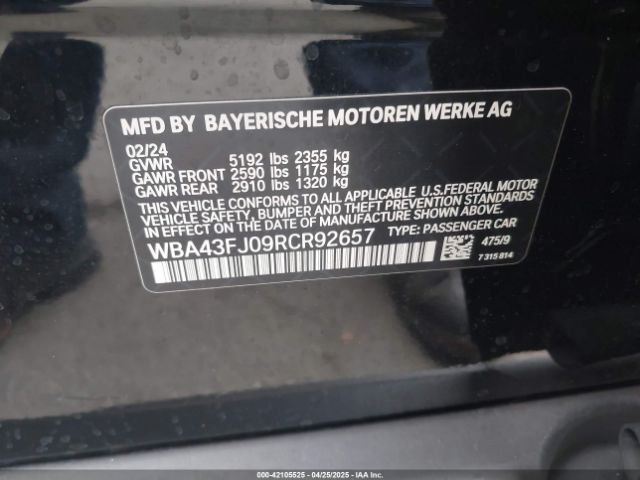 MFD BY BAYERISCHE MOTOREN WERKE AG
02/24
GVWR 5192 lbs 2355 kg
GAWR FRONT 2590 lbs 1175 kg
GAWR REAR 2910 lbs 1320 kg
THIS VEHICLE CONFORMS TO ALL APPLICABLE U.S.FEDERAL MOTOR
VEHICLE SAFETY, BUMPER, AND THEFT PREVENTION STANDARDS IN
EFFECT ON THE DATE OF MANUFACTURE SHOWN ABOVE.
WBA43FJ09RCR92657 TYPE: PASSENGER CAR
475/9
7 315 814
000-42105525 - 04/25/2025 - IAAI.COM